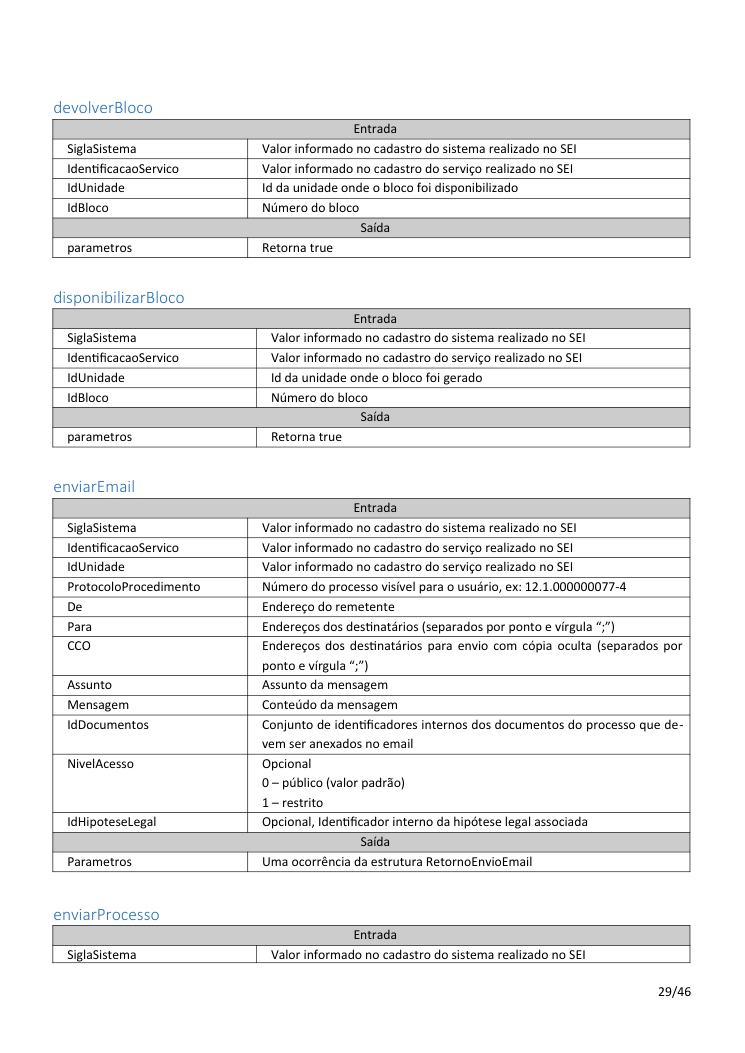 devolverBloco
Entrada
SiglaSistema Valor informado no cadastro do sistema realizado no SEI
IdentificacaoServico Valor informado no cadastro do serviço realizado no SEI
IdUnidade Id da unidade onde o bloco foi disponibilizado
IdBloco Número do bloco
Saída
parametros Retorna true
disponibilizarBloco
Entrada
SiglaSistema Valor informado no cadastro do sistema realizado no SEI
IdentificacaoServico Valor informado no cadastro do serviço realizado no SEI
IdUnidade Id da unidade onde o bloco foi gerado
IdBloco Número do bloco
Saída
parametros Retorna true
enviarEmail
Entrada
SiglaSistema Valor informado no cadastro do sistema realizado no SEI
IdentificacaoServico Valor informado no cadastro do serviço realizado no SEI
IdUnidade Valor informado no cadastro do serviço realizado no SEI
ProtocoloProcedimento Número do processo visível para o usuário, ex: 12.1.000000077-4
De Endereço do remetente
Para Endereços dos destinatários (separados por ponto e vírgula “;”)
CCO Endereços dos destinatários para envio com cópia oculta (separados por
ponto e vírgula “;”)
Assunto Assunto da mensagem
Mensagem Conteúdo da mensagem
IdDocumentos Conjunto de identificadores internos dos documentos do processo que de-
vem ser anexados no email
NivelAcesso Opcional
0 – público (valor padrão)
1 – restrito
IdHipoteseLegal Opcional, Identificador interno da hipótese legal associada
Saída
Parametros Uma ocorrência da estrutura RetornoEnvioEmail
enviarProcesso
Entrada
SiglaSistema Valor informado no cadastro do sistema realizado no SEI
29/46